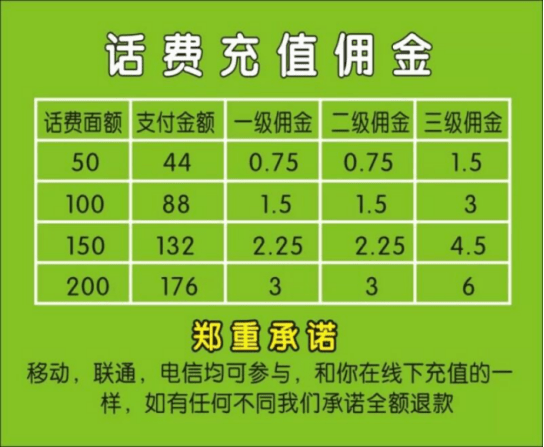 话费充值佣金
话费面额 支付金额 一级佣金 二级佣金 三级佣金
50 44 0.75 0.75 1.5
100 88 1.5 1.5 3
150 132 2.25 2.25 4.5
200 176 3 3 6
郑重承诺
移动，联通，电信均可参与，和你在线下充值的一
样，如有任何不同我们承诺全额退款